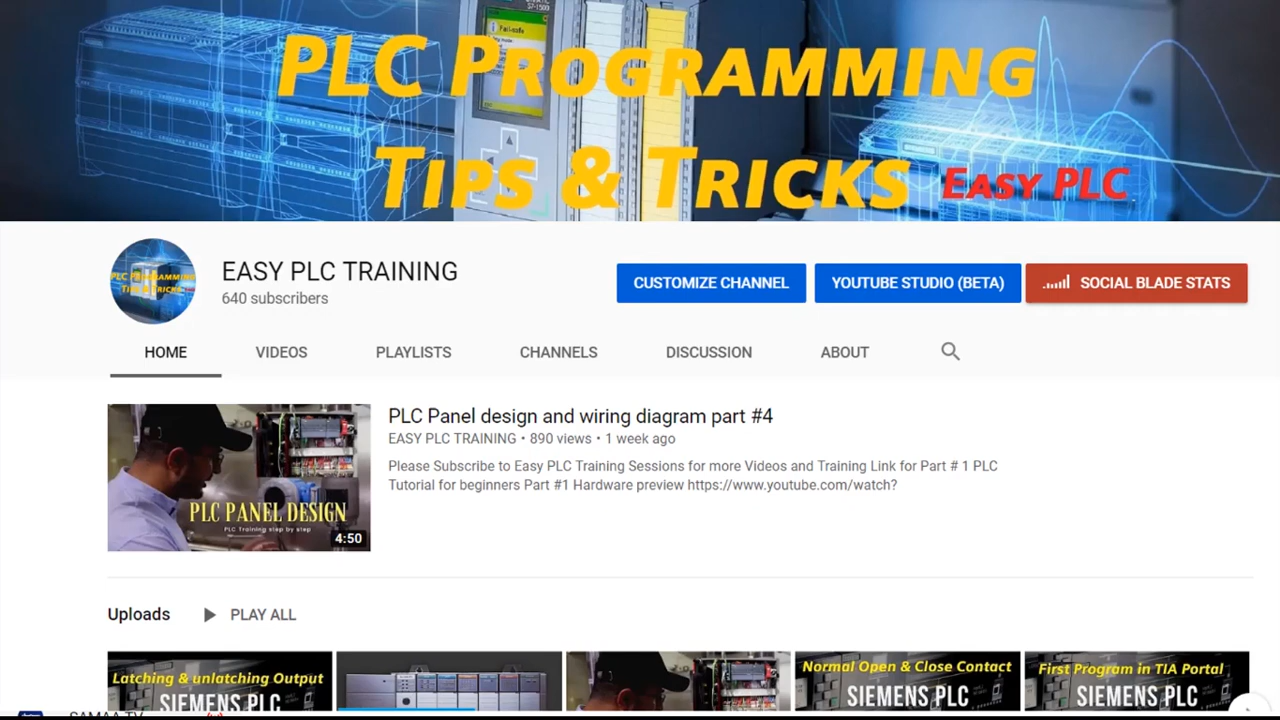 PLC PROGRAMMING
TIPS & TRICKS EASY PLC
EASY PLC TRAINING
640 subscribers
CUSTOMIZE CHANNEL
YOUTUBE STUDIO (BETA)
SOCIAL BLADE STATS
HOME VIDEOS PLAYLISTS CHANNELS DISCUSSION ABOUT
PLC PANEL DESIGN
PLC Training step by step
4:50
PLC Panel design and wiring diagram part #4
EASY PLC TRAINING • 890 views • 1 week ago
Please Subscribe to Easy PLC Training Sessions for more Videos and Training Link for Part # 1 PLC
Tutorial for beginners Part #1 Hardware preview https://www.youtube.com/watch?
Uploads PLAY ALL
Latching & unlatching Output
SIEMENS PLC
Normal Open & Close Contact
SIEMENS PLC
First Program in TIA Portal
SIEMENS PLC
SAMAA TV